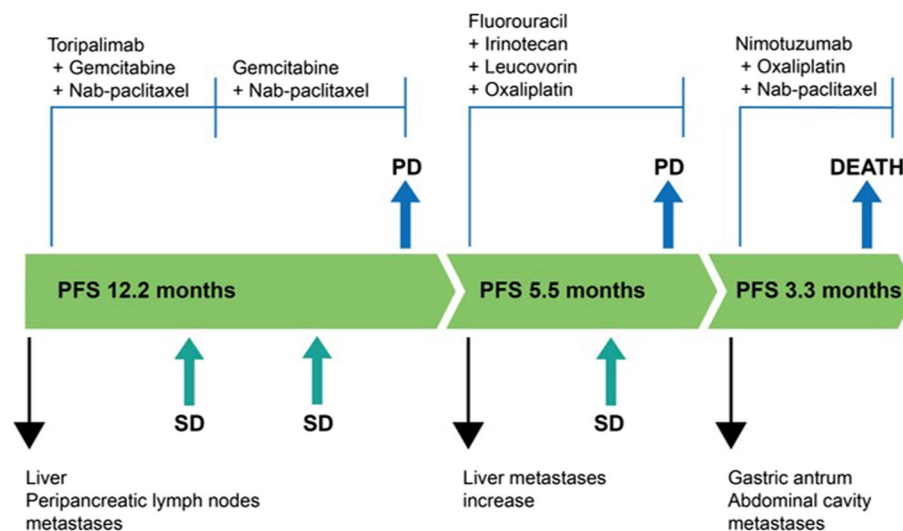 Toripalimab
+ Gemcitabine
+ Nab-paclitaxel
Gemcitabine
+ Nab-paclitaxel
Fluorouracil
+ Irinotecan
+ Leucovorin
+ Oxaliplatin
Nimotuzumab
+ Oxaliplatin
+ Nab-paclitaxel
PD
PD
DEATH
PFS 12.2 months
PFS 5.5 months
PFS 3.3 months
SD
SD
SD
Liver
Peripancreatic lymph nodes
metastases
Liver metastases
increase
Gastric antrum
Abdominal cavity
metastases